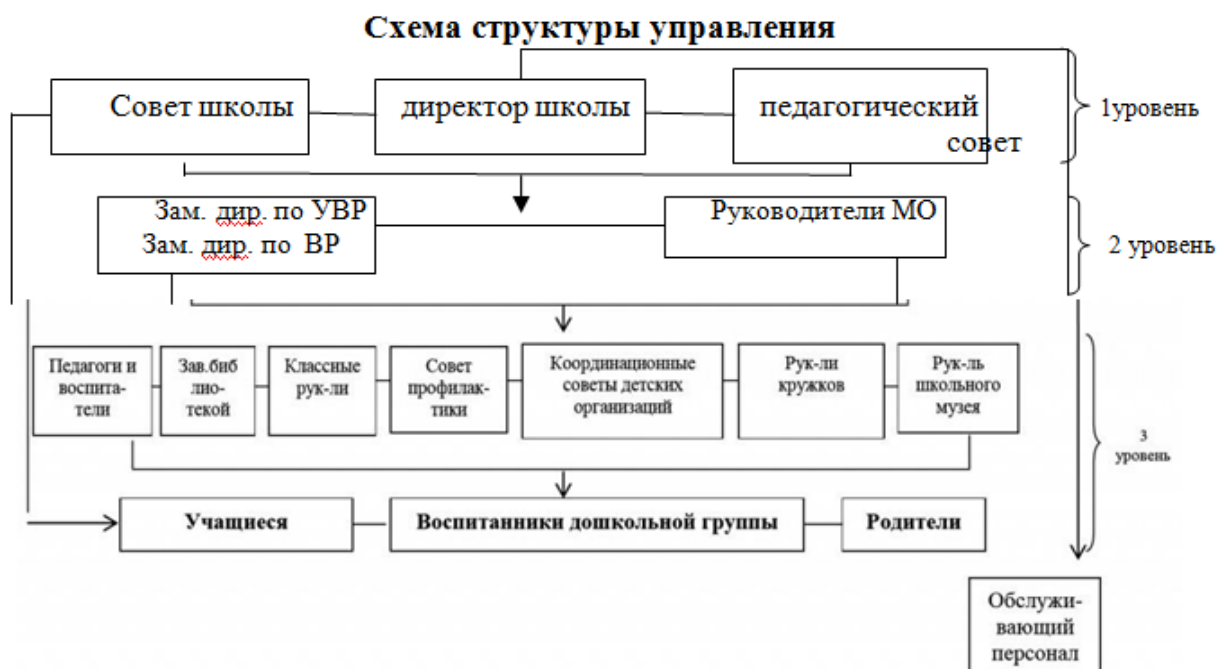 Схема структуры управления
Совет школы
директор школы
педагогический
совет
1уровень
Зам. дир. по УВР
Зам. дир. по ВР
Руководители МО
2 уровень
Педагоги и
воспита-
тели
Зав.биб
лио-
текой
Классные
рук-ли
Совет
профилак-
тики
Координационные
советы детских
организаций
Рук-ли
кружков
Рук-ль
школьного
музея
3
уровень
Учащиеся
Воспитанники дошкольной группы
Родители
Обслужи-
вающий
персонал